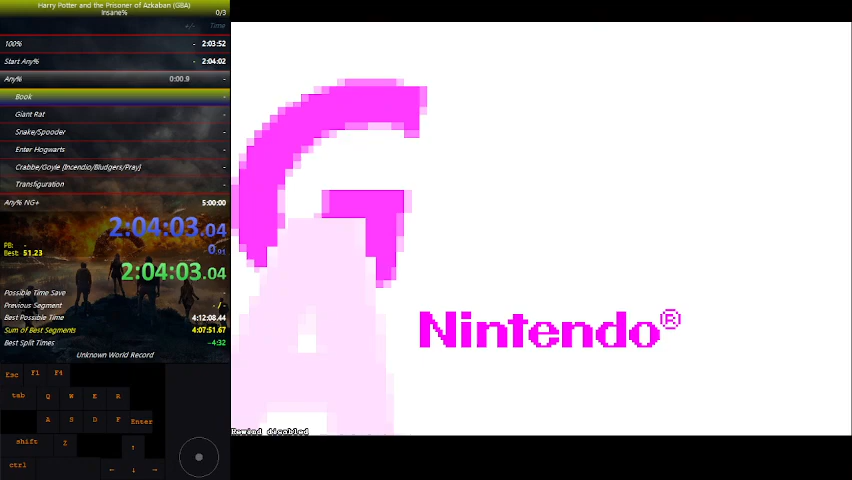 Harry Potter and the Prisoner of Azkaban (GBA)
Insane% 0/3
+/- Time
100% - 2:03:52
Start Any% - 2:04:02
Any% 0:00.9 -
Book -
Giant Rat -
Snake/Spooder -
Enter Hogwarts -
Crabbe/Goyle (Incendio/Bludgers/Pray) -
Transfiguration -
Any% NG+ 5:00:00
2:04:03.04
PB: - 0.91
Best: 51.23
2:04:03.04
Possible Time Save -
Previous Segment - / -
Best Possible Time 4:12:08.44
Sum of Best Segments 4:07:51.67
Best Split Times -4:32
Unknown World Record
Esc F1 F4
tab Q W E R
A S D F Enter
shift Z ↑
ctrl ← ↓ →
G
A
Nintendo®
Rewind disabled